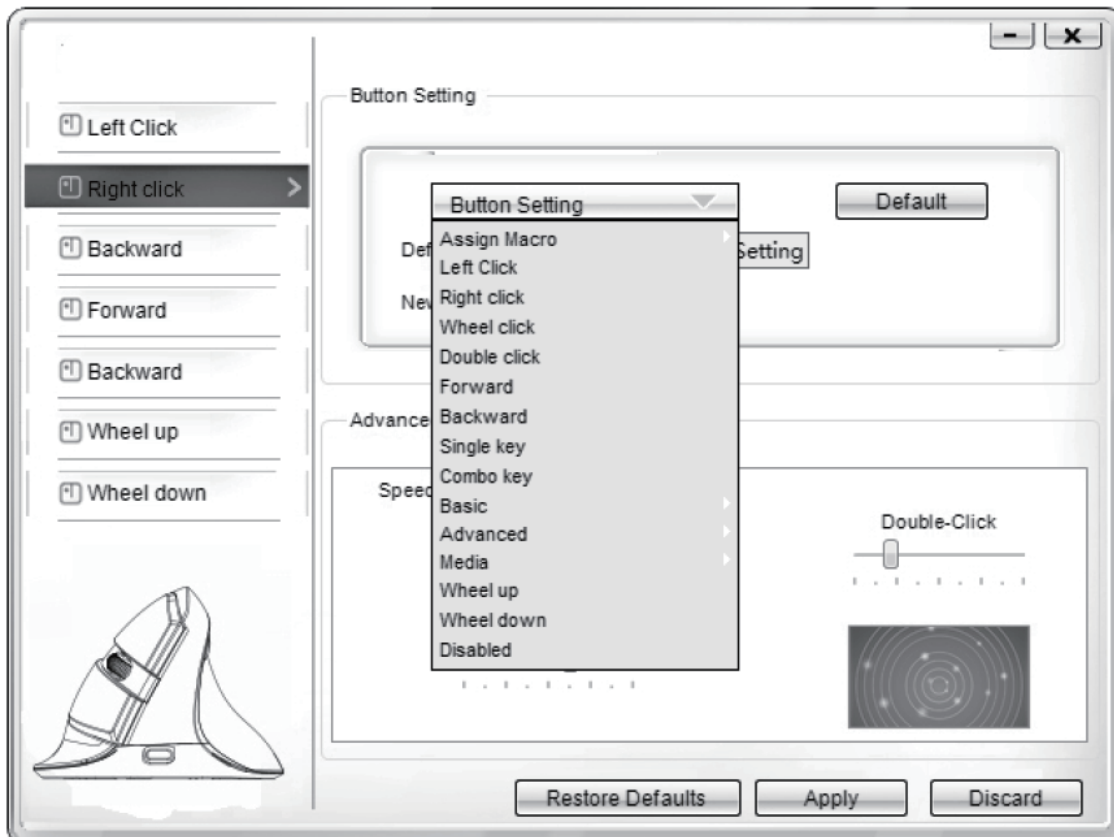 Left Click
Right click
Backward
Forward
Backward
Wheel up
Wheel down
Button Setting
Button Setting
Default
Assign Macro
Left Click
Right click
Wheel click
Double click
Forward
Backward
Single key
Combo key
Basic
Advanced
Media
Wheel up
Wheel down
Disabled
Setting
Double-Click
Restore Defaults
Apply
Discard